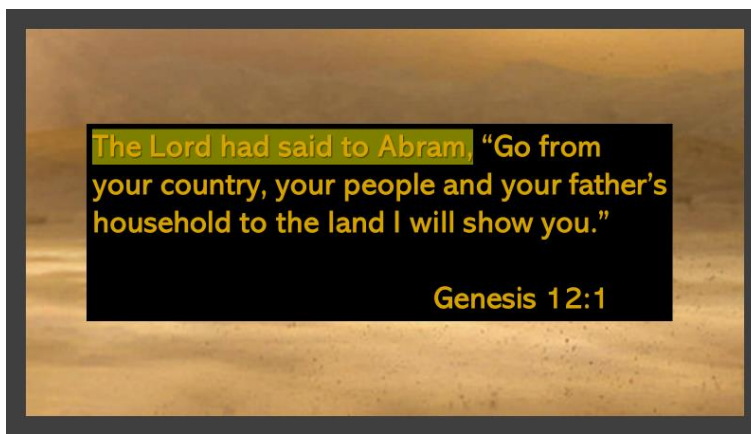 The Lord had said to Abram, “Go from
your country, your people and your father’s
household to the land I will show you.”
Genesis 12:1